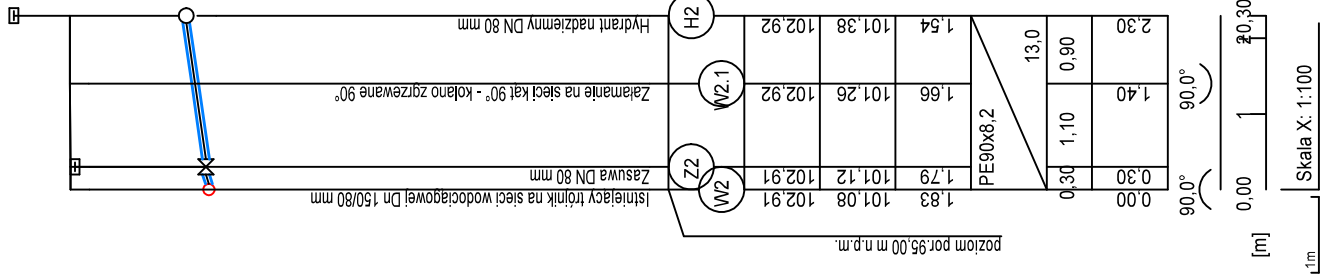 Hydrant nadziemny DN 80 mm
H2
102,92
101,38
1,54
2,30
Załamanie na sieci kąt 90° - kolano zgrzewane 90°
W2.1
102,92
101,26
1,66
1,40
90,0°
Zasuwa DN 80 mm
Z2
102,91
101,12
1,79
0,30
Istniejący trójnik na sieci wodociągowej Dn 150/80 mm
W2
102,91
101,08
1,83
0,00
90,0°
PE90x8,2
13,0
0,30
1,10
0,90
poziom por.95,00 m n.p.m.
[m]
0,00
1
2
0,30
Skala X: 1:100
1m